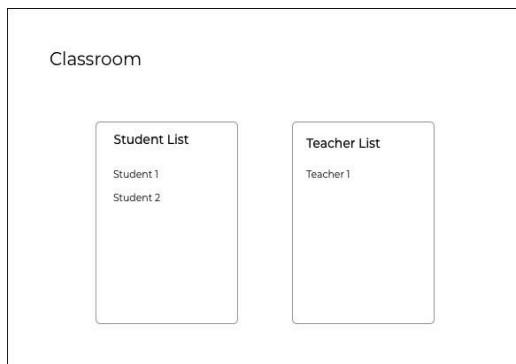 Classroom
Student List
Student 1
Student 2
Teacher List
Teacher 1